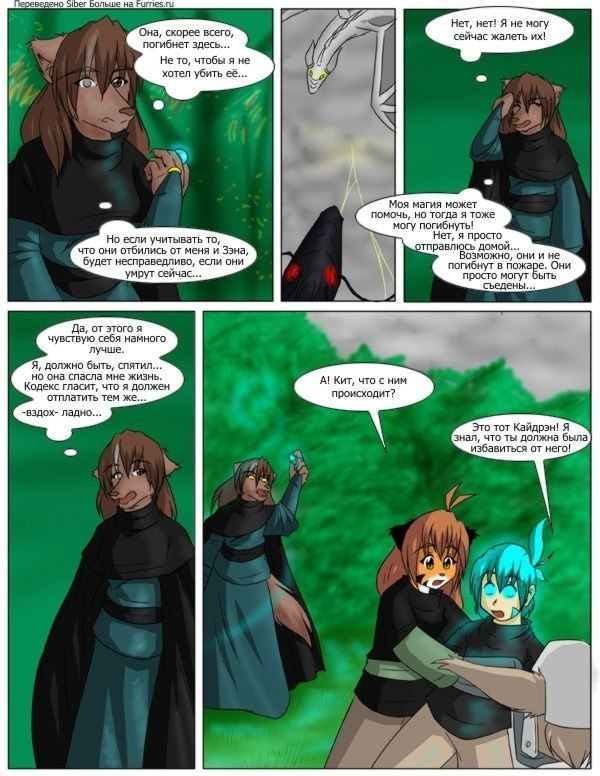 Переведено Siber Больше на Furries.ru
Она, скорее всего,
погибнет здесь...
Не то, чтобы я не
хотел убить её...
Но если учитывать то,
что они отбились от меня и Зэна,
будет несправедливо, если они
умрут сейчас...
Нет, нет! Я не могу
сейчас жалеть их!
Моя магия может
помочь, но тогда я тоже
могу погибнуть!
Нет, я просто
отправлюсь домой...
Возможно, они и не
погибнут в пожаре. Они
просто могут быть
съедены...
Да, от этого я
чувствую себя намного
лучше.
Я, должно быть, спятил...
но она спасла мне жизнь.
Кодекс гласит, что я должен
отплатить тем же...
-вздох- ладно...
А! Кит, что с ним
происходит?
Это тот Кайдрэн! Я
знал, что ты должна была
избавиться от него!